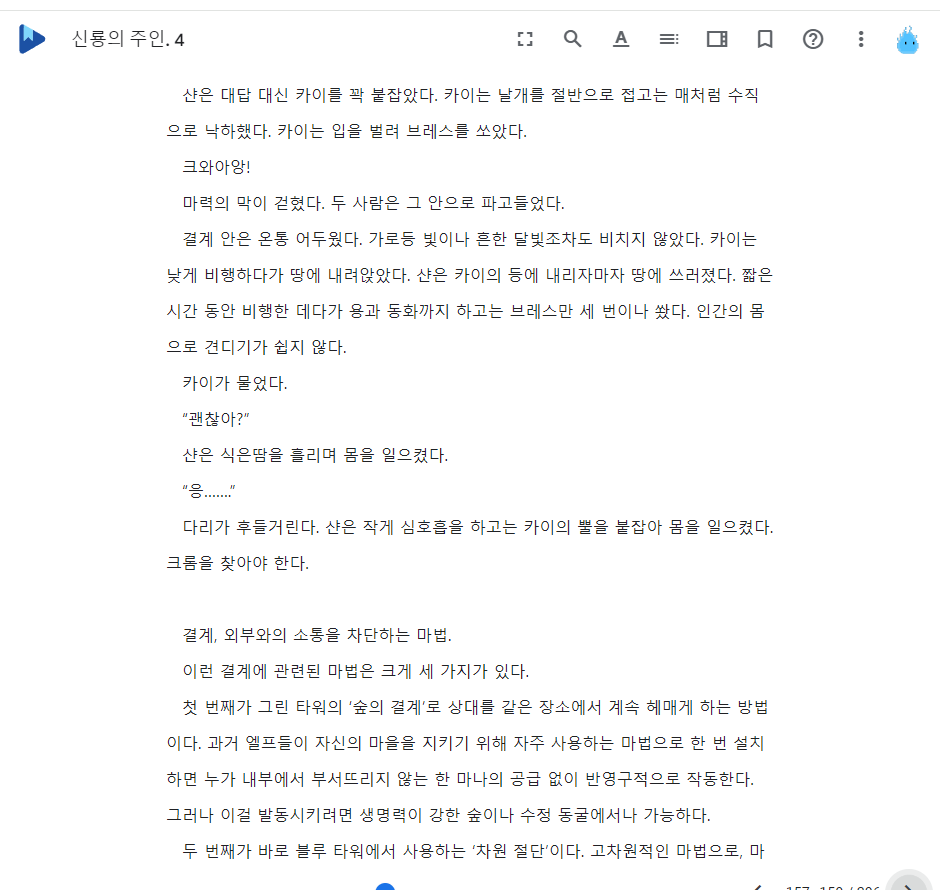 신룡의 주인. 4
샨은 대답 대신 카이를 꽉 붙잡았다. 카이는 날개를 절반으로 접고는 매처럼 수직
으로 낙하했다. 카이는 입을 벌려 브레스를 쏘았다.
크와아앙!
마력의 막이 걷혔다. 두 사람은 그 안으로 파고들었다.
결계 안은 온통 어두웠다. 가로등 빛이나 흔한 달빛조차도 비치지 않았다. 카이는
낮게 비행하다가 땅에 내려앉았다. 샨은 카이의 등에 내리자마자 땅에 쓰러졌다. 짧은
시간 동안 비행한 데다가 용과 동화까지 하고는 브레스만 세 번이나 쐈다. 인간의 몸
으로 견디기가 쉽지 않다.
카이가 물었다.
“괜찮아?”
샨은 식은땀을 흘리며 몸을 일으켰다.
“응.......”
다리가 후들거린다. 샨은 작게 심호흡을 하고는 카이의 뿔을 붙잡아 몸을 일으켰다.
크롬을 찾아야 한다.
결계, 외부와의 소통을 차단하는 마법.
이런 결계에 관련된 마법은 크게 세 가지가 있다.
첫 번째가 그린 타워의 ‘숲의 결계’로 상대를 같은 장소에서 계속 헤매게 하는 방법
이다. 과거 엘프들이 자신의 마을을 지키기 위해 자주 사용하는 마법으로 한 번 설치
하면 누가 내부에서 부서뜨리지 않는 한 마나의 공급 없이 반영구적으로 작동한다.
그러나 이걸 발동시키려면 생명력이 강한 숲이나 수정 동굴에서나 가능하다.
두 번째가 바로 블루 타워에서 사용하는 ‘차원 절단’이다. 고차원적인 마법으로, 마